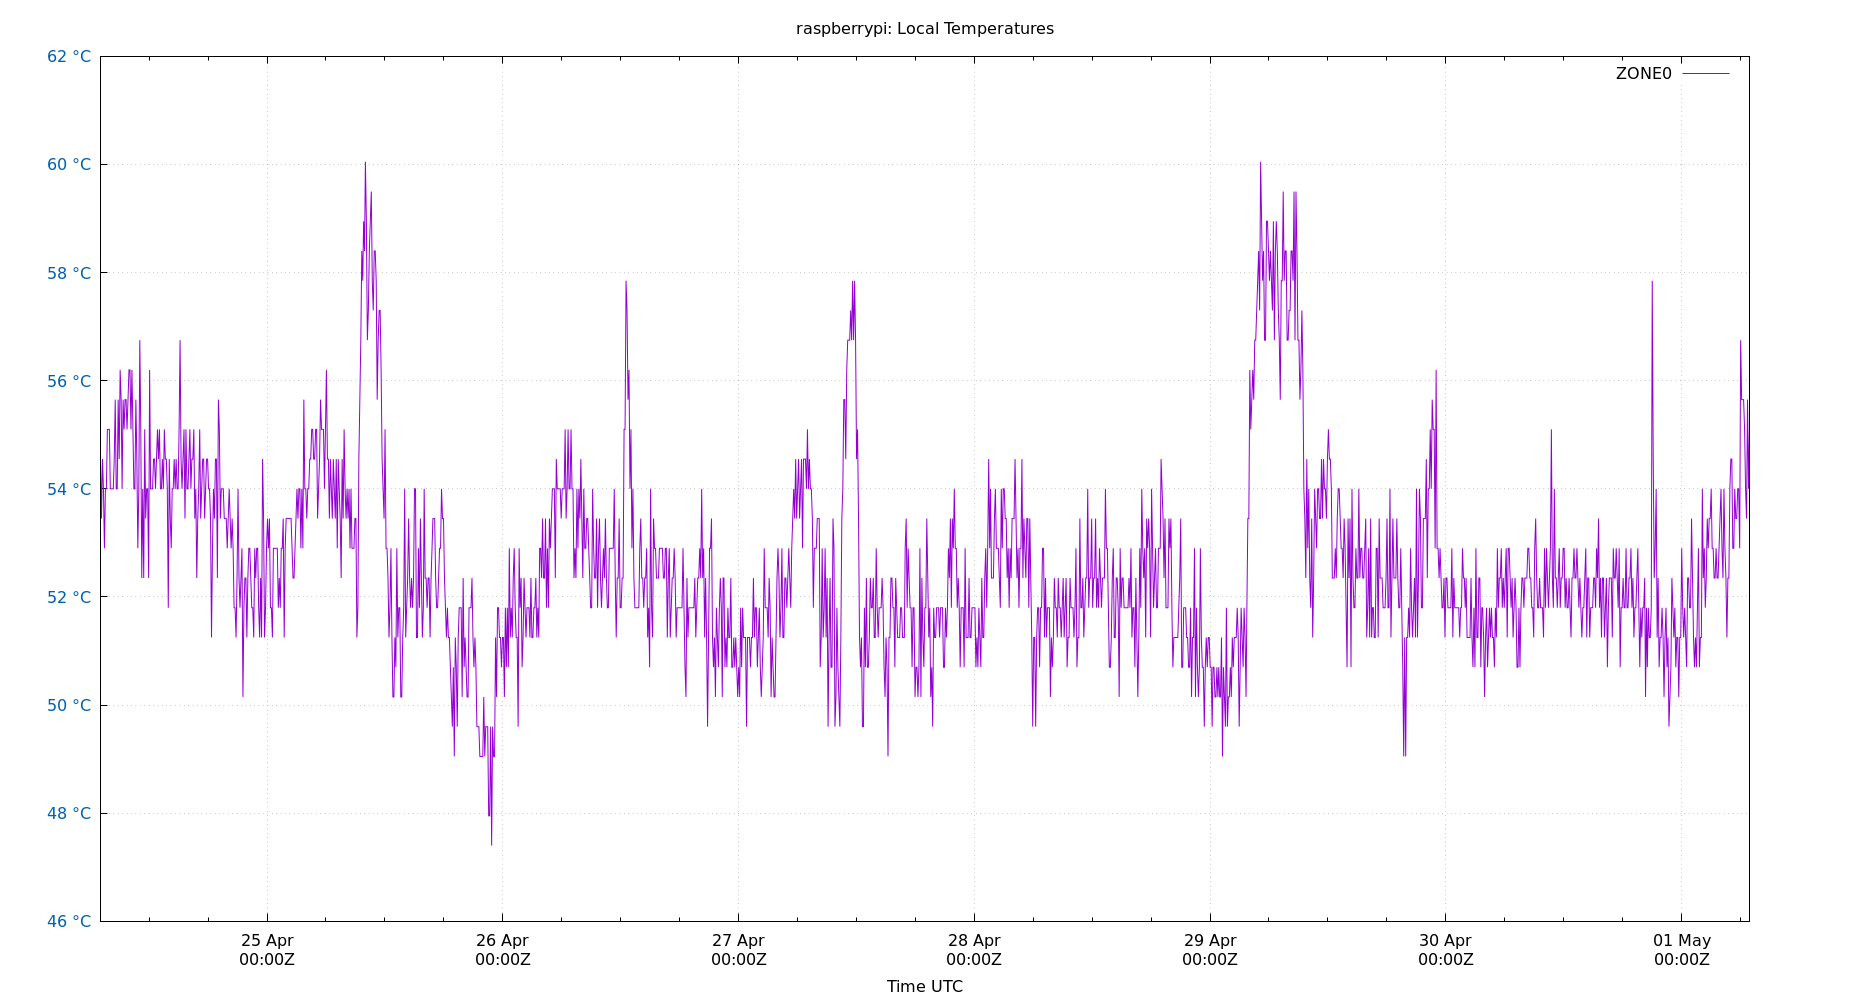 raspberrypi: Local Temperatures
62 °C
ZONE0
60 °C
58 °C
56 °C
54 °C
52 °C
50 °C
48 °C
46 °C
25 Apr 26 Apr 27 Apr 28 Apr 29 Apr 30 Apr 01 May
00:00Z 00:00Z 00:00Z 00:00Z 00:00Z 00:00Z 00:00Z
Time UTC